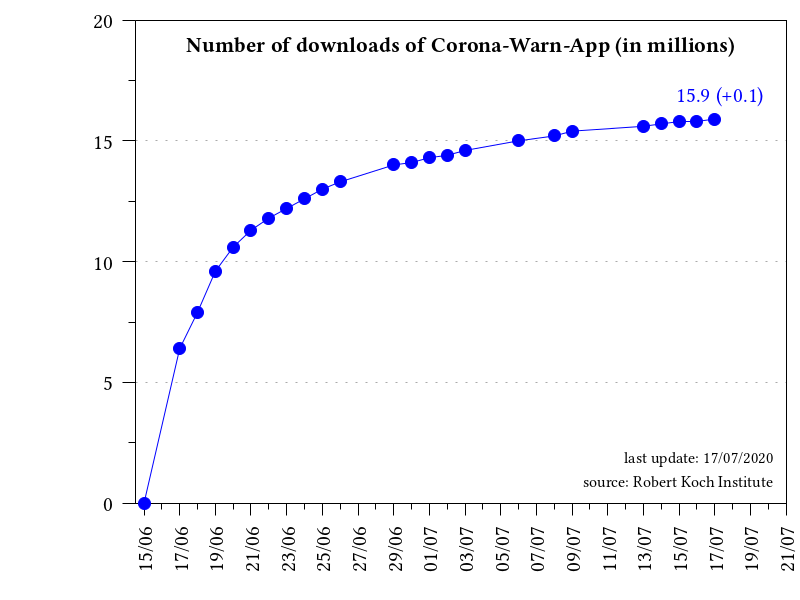 Number of downloads of Corona-Warn-App (in millions)
20
15.9 (+0.1)
15
10
5
last update: 17/07/2020
source: Robert Koch Institute
0
15/06 17/06 19/06 21/06 23/06 25/06 27/06 29/06 01/07 03/07 05/07 07/07 09/07 11/07 13/07 15/07 17/07 19/07 21/07